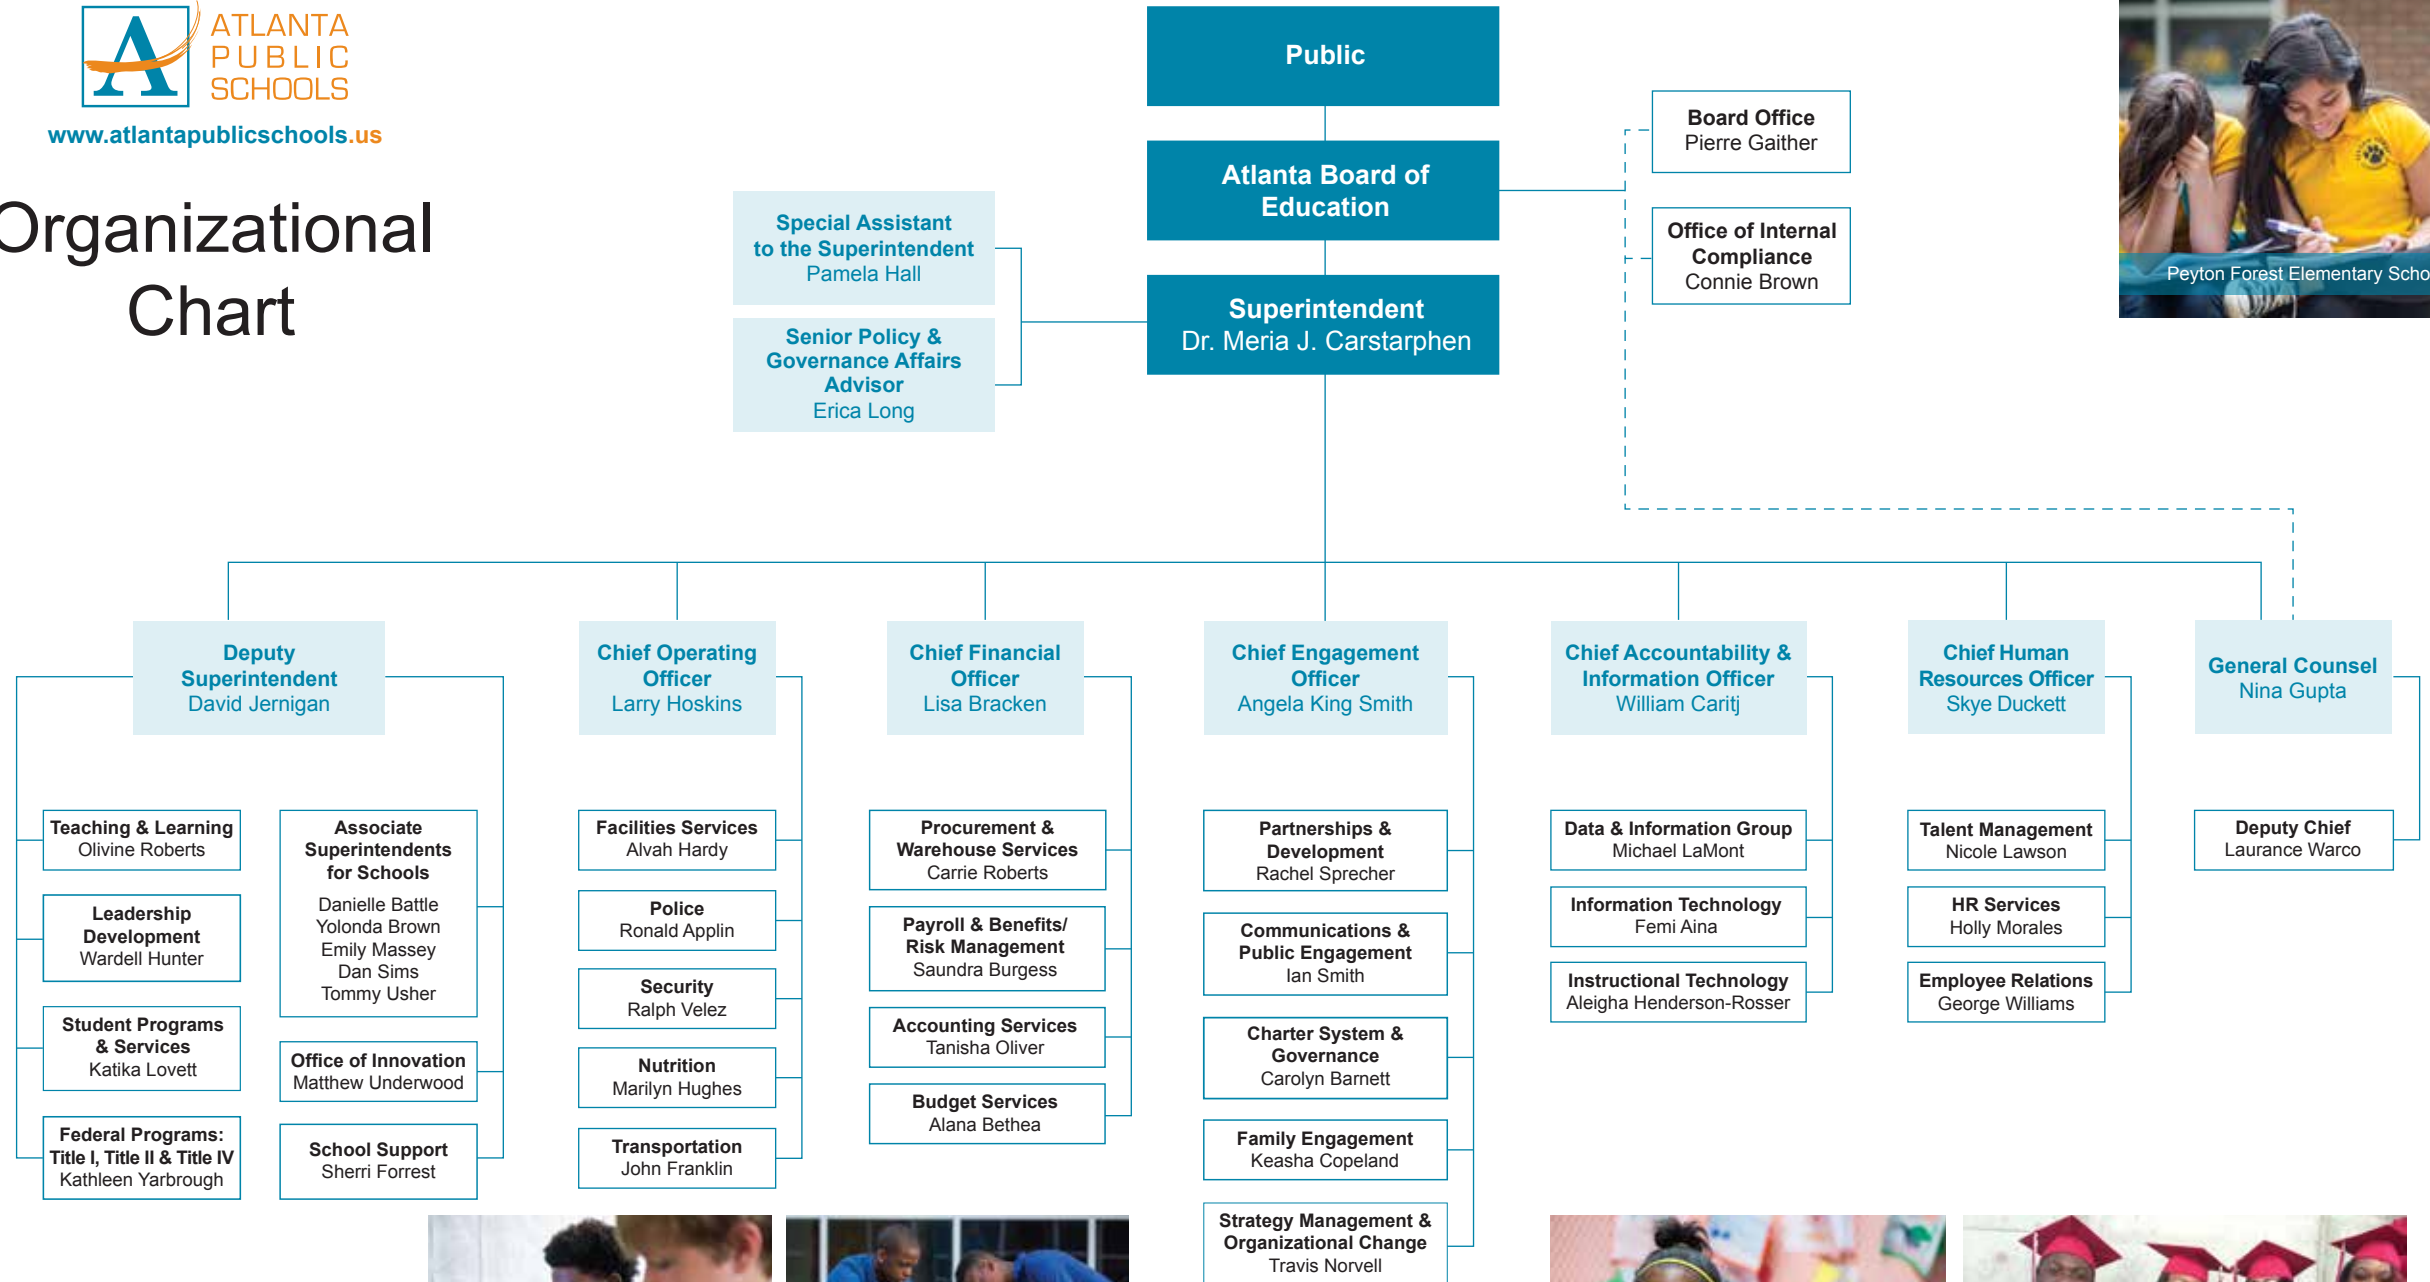 ATLANTA
PUBLIC
SCHOOLS
www.atlantapublicschools.us
Organizational
Chart
Public
Atlanta Board of
Education
Superintendent
Dr. Meria J. Carstarphen
Special Assistant
to the Superintendent
Pamela Hall
Senior Policy &
Governance Affairs
Advisor
Erica Long
Board Office
Pierre Gaither
Office of Internal
Compliance
Connie Brown
Peyton Forest Elementary Scho
Deputy
Superintendent
David Jernigan
Teaching & Learning
Olivine Roberts
Leadership
Development
Wardell Hunter
Student Programs
& Services
Katika Lovett
Federal Programs:
Title I, Title II & Title IV
Kathleen Yarbrough
Associate
Superintendents
for Schools
Danielle Battle
Yolonda Brown
Emily Massey
Dan Sims
Tommy Usher
Office of Innovation
Matthew Underwood
School Support
Sherri Forrest
Chief Operating
Officer
Larry Hoskins
Facilities Services
Alvah Hardy
Police
Ronald Applin
Security
Ralph Velez
Nutrition
Marilyn Hughes
Transportation
John Franklin
Chief Financial
Officer
Lisa Bracken
Procurement &
Warehouse Services
Carrie Roberts
Payroll & Benefits/
Risk Management
Saundra Burgess
Accounting Services
Tanisha Oliver
Budget Services
Alana Bethea
Chief Engagement
Officer
Angela King Smith
Partnerships &
Development
Rachel Sprecher
Communications &
Public Engagement
Ian Smith
Charter System &
Governance
Carolyn Barnett
Family Engagement
Keasha Copeland
Strategy Management &
Organizational Change
Travis Norvell
Chief Accountability &
Information Officer
William Caritj
Data & Information Group
Michael LaMont
Information Technology
Femi Aina
Instructional Technology
Aleigha Henderson-Rosser
Chief Human
Resources Officer
Skye Duckett
Talent Management
Nicole Lawson
HR Services
Holly Morales
Employee Relations
George Williams
General Counsel
Nina Gupta
Deputy Chief
Laurance Warco